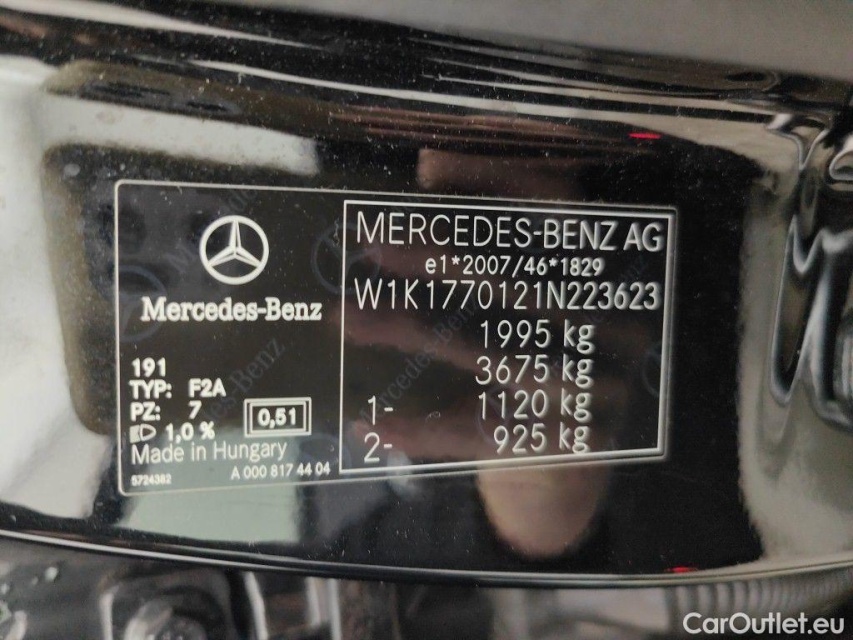 Mercedes-Benz
191
TYP: F2A
PZ: 7
1,0 %
0,51
Made in Hungary
5724382
A 000 817 44 04
MERCEDES-BENZ AG
e1*2007/46*1829
W1K1770121N223623
1995 kg
3675 kg
1- 1120 kg
2- 925 kg
CarOutlet.eu